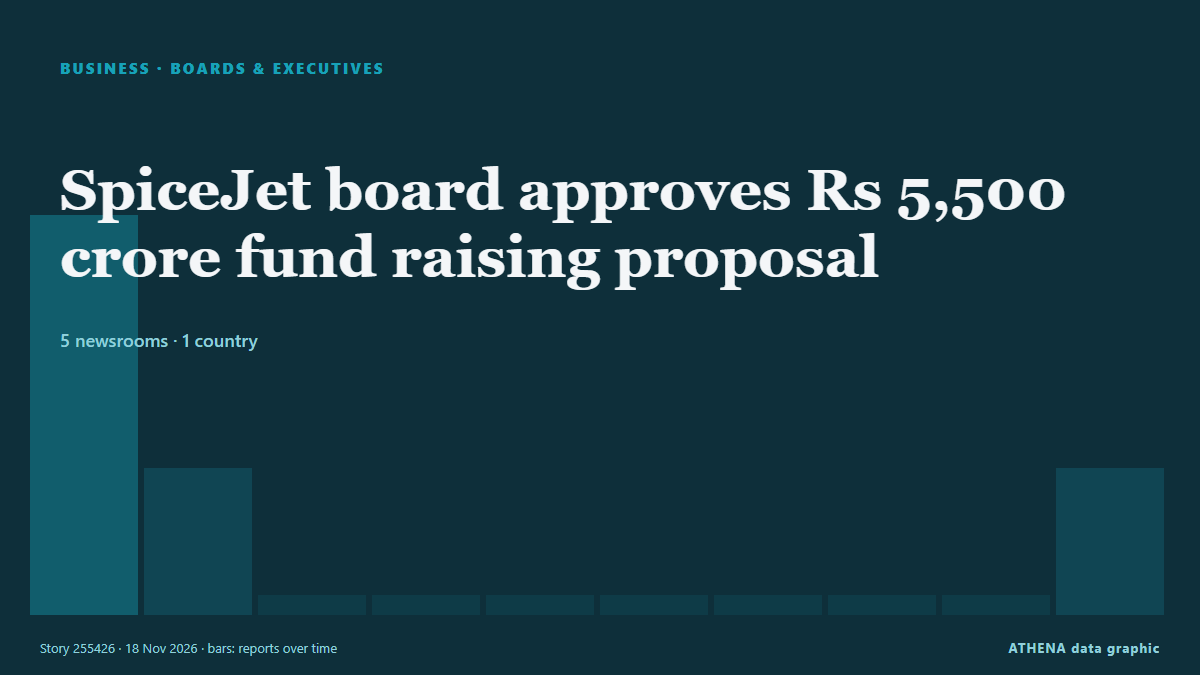 BUSINESS · BOARDS & EXECUTIVES
SpiceJet board approves Rs 5,500
crore fund raising proposal
5 newsrooms · 1 country
Story 255426 · 18 Nov 2026 · bars: reports over time
ATHENA data graphic